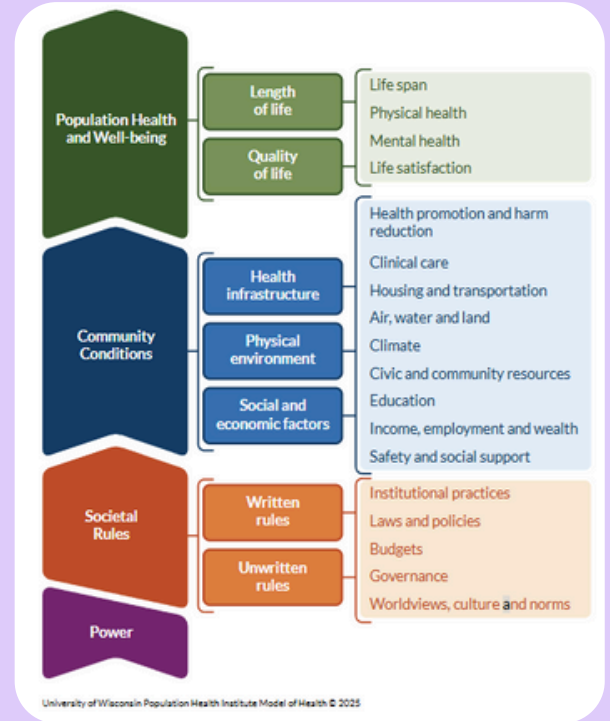 Population Health
and Well-being
Length
of life
Quality
of life
Life span
Physical health
Mental health
Life satisfaction
Community
Conditions
Health
infrastructure
Physical
environment
Social and
economic factors
Health promotion and harm
reduction
Clinical care
Housing and transportation
Air, water and land
Climate
Civic and community resources
Education
Income, employment and wealth
Safety and social support
Societal
Rules
Written
rules
Unwritten
rules
Institutional practices
Laws and policies
Budgets
Governance
Worldviews, culture and norms
Power
University of Wisconsin Population Health Institute Model of Health © 2025